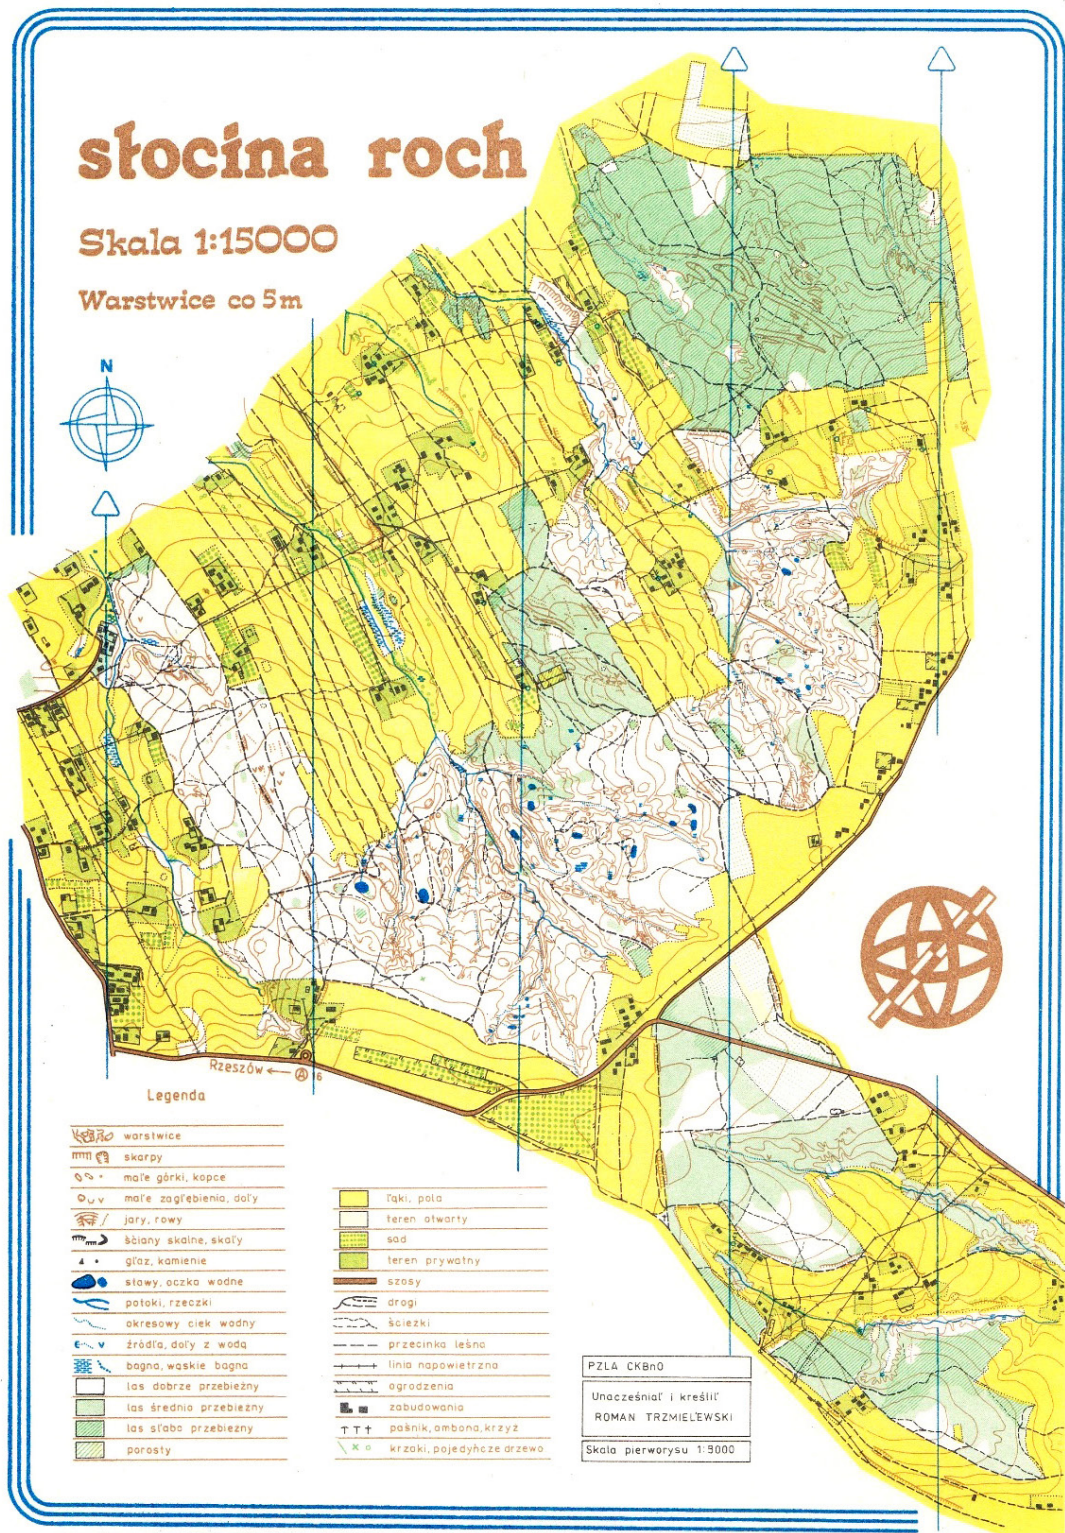 słocina roch
Skala 1:15000
Warstwice co 5m
N
Rzeszów ← A 16
Legenda
warstwice
skarpy
małe górki, kopce
małe zagłębienia, doły
jary, rowy
ściany skalne, skały
głaz, kamienie
stawy, oczka wodne
potoki, rzeczki
okresowy ciek wodny
źródła, doły z wodą
bagna, wąskie bagna
las dobrze przebieżny
las średnio przebieżny
las słabo przebieżny
porosty
łąki, pola
teren otwarty
sad
teren prywatny
szosy
drogi
ścieżki
przecinka leśna
linia napowietrzna
ogrodzenia
zabudowania
paśnik, ambona, krzyż
krzaki, pojedyńcze drzewo
PZLA CKBnO
Unacześniał i kreślił
ROMAN TRZMIELEWSKI
Skala pierworysu 1:9000